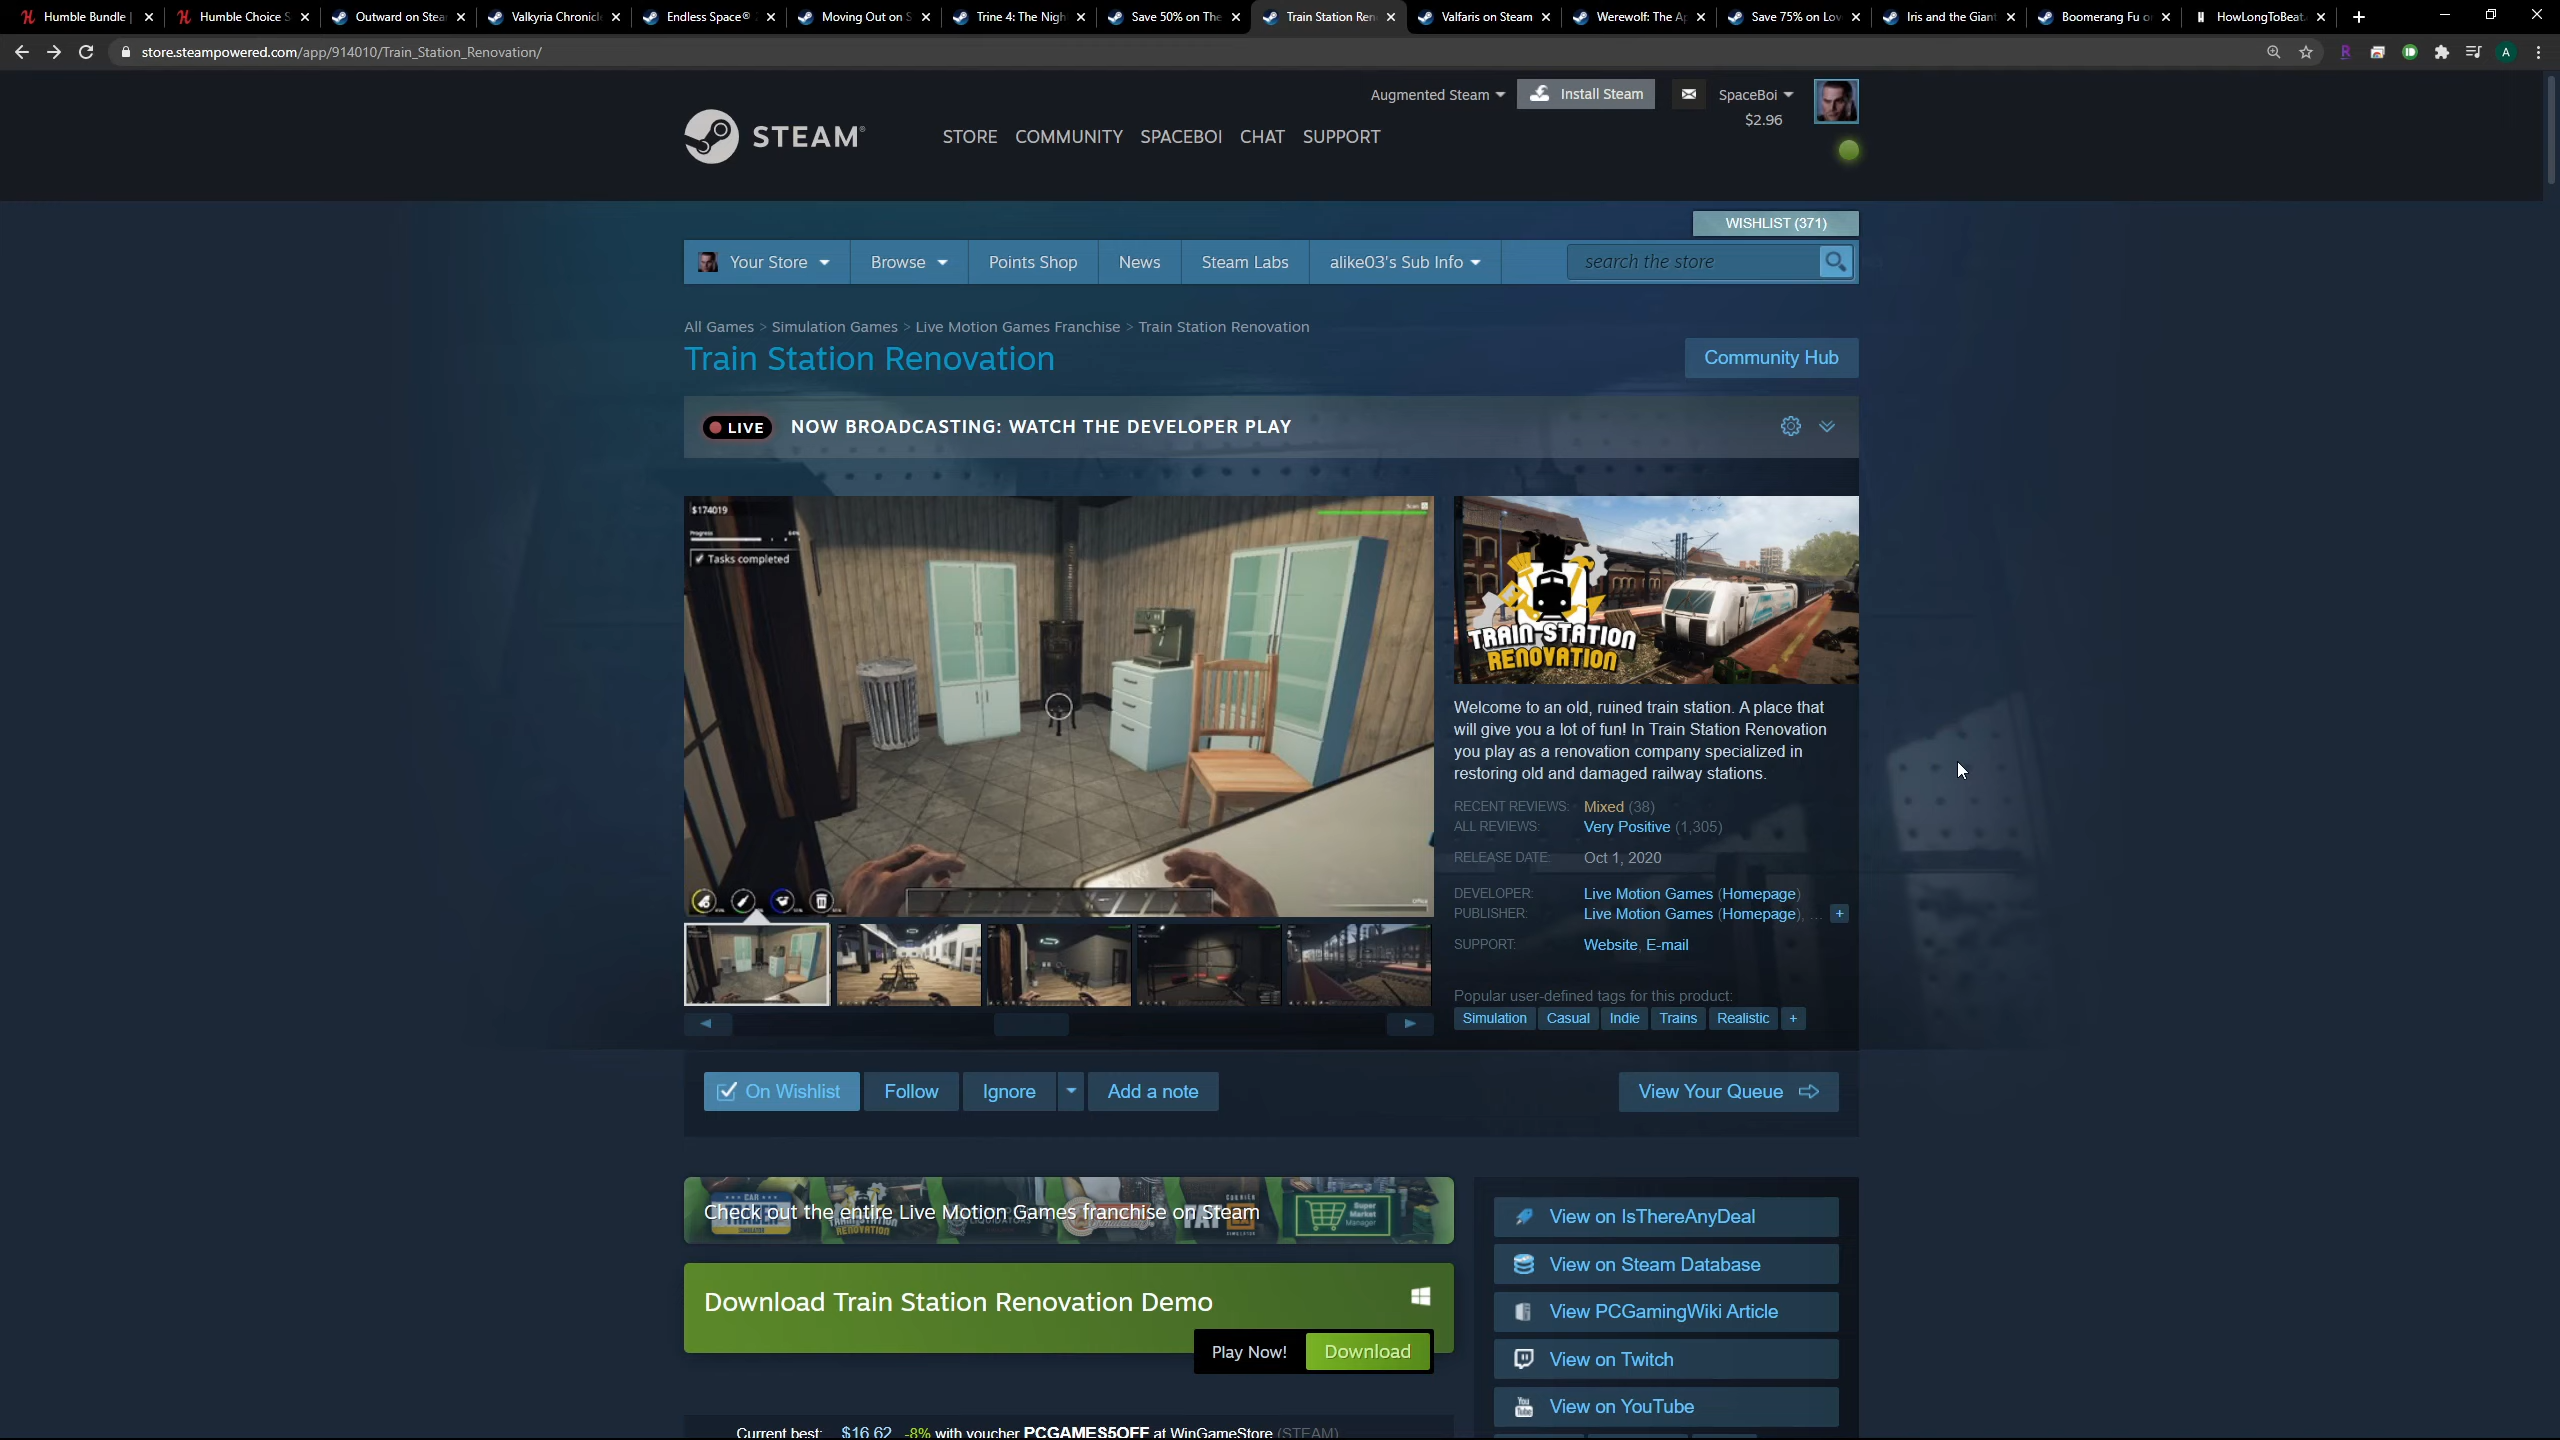 Humble Bundle |
Humble Choice S
Outward on Stea
Valkyria Chronicl
Endless Space®
Moving Out on S
Trine 4: The Nigh
Save 50% on The
Train Station Ren
Valfaris on Steam
Werewolf: The Ap
Save 75% on Lov
Iris and the Giant
Boomerang Fu o
HowLongToBeat
store.steampowered.com/app/914010/Train_Station_Renovation/
Augmented Steam
Install Steam
SpaceBoi
$2.96
STEAM®
STORE COMMUNITY SPACEBOI CHAT SUPPORT
WISHLIST (371)
Your Store
Browse
Points Shop
News
Steam Labs
alike03's Sub Info
search the store
All Games > Simulation Games > Live Motion Games Franchise > Train Station Renovation
Train Station Renovation
Community Hub
LIVE
NOW BROADCASTING: WATCH THE DEVELOPER PLAY
$174019
Progress
Tasks completed
TRAIN STATION
RENOVATION
Welcome to an old, ruined train station. A place that
will give you a lot of fun! In Train Station Renovation
you play as a renovation company specialized in
restoring old and damaged railway stations.
RECENT REVIEWS: Mixed (38)
ALL REVIEWS: Very Positive (1,305)
RELEASE DATE: Oct 1, 2020
DEVELOPER: Live Motion Games (Homepage)
PUBLISHER: Live Motion Games (Homepage), ... +
SUPPORT: Website, E-mail
Popular user-defined tags for this product:
Simulation Casual Indie Trains Realistic +
On Wishlist
Follow
Ignore
Add a note
View Your Queue
Check out the entire Live Motion Games franchise on Steam
Download Train Station Renovation Demo
Play Now!
Download
Current best: $16.62 -8% with voucher PCGAMES5OFF at WinGameStore (STEAM)
View on IsThereAnyDeal
View on Steam Database
View PCGamingWiki Article
View on Twitch
View on YouTube